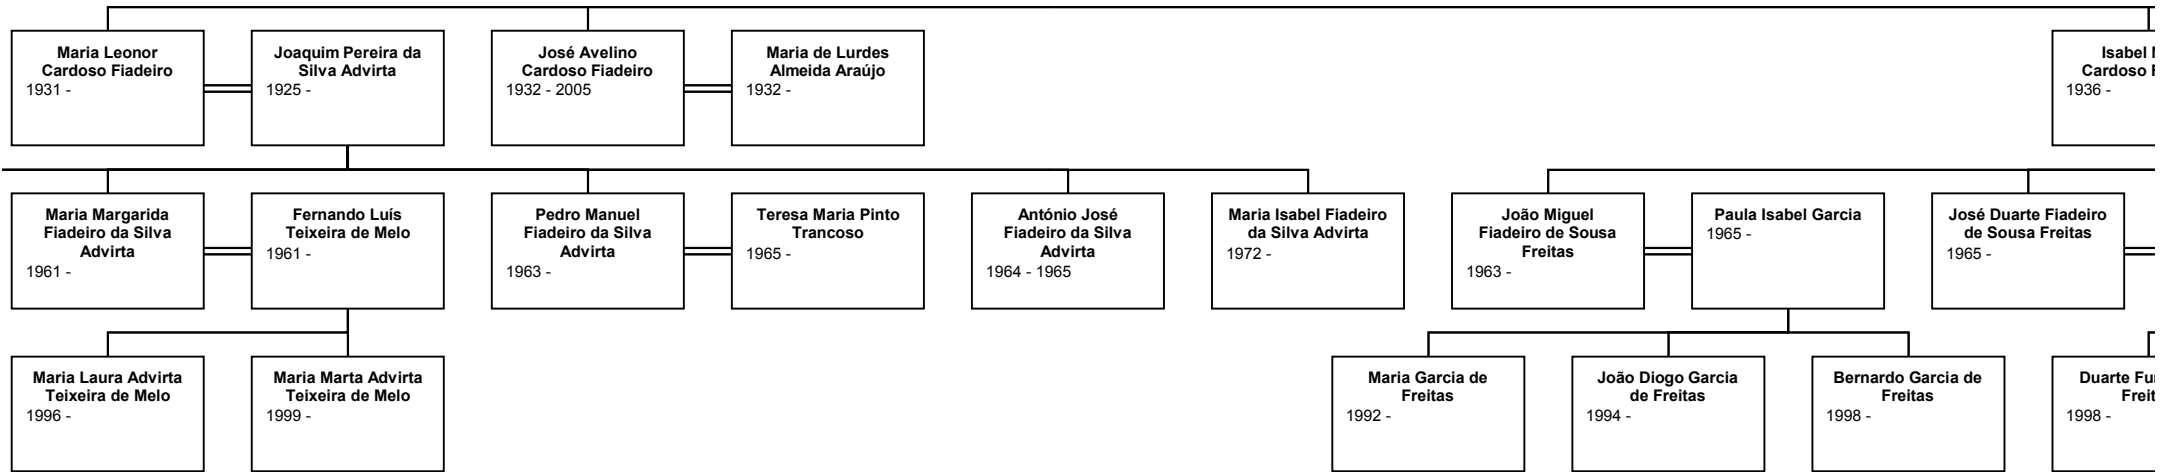 Maria Leonor
Cardoso Fiadeiro
1931 -
Joaquim Pereira da
Silva Advirta
1925 -
José Avelino
Cardoso Fiadeiro
1932 - 2005
Maria de Lurdes
Almeida Araújo
1932 -
Isabel
Cardoso
1936 -
Maria Margarida
Fiadeiro da Silva
Advirta
1961 -
Fernando Luís
Teixeira de Melo
1961 -
Pedro Manuel
Fiadeiro da Silva
Advirta
1963 -
Teresa Maria Pinto
Trancoso
1965 -
António José
Fiadeiro da Silva
Advirta
1964 - 1965
Maria Isabel Fiadeiro
da Silva Advirta
1972 -
João Miguel
Fiadeiro de Sousa
Freitas
1963 -
Paula Isabel Garcia
1965 -
José Duarte Fiadeiro
de Sousa Freitas
1965 -
Maria Laura Advirta
Teixeira de Melo
1996 -
Maria Marta Advirta
Teixeira de Melo
1999 -
Maria Garcia de
Freitas
1992 -
João Diogo Garcia
de Freitas
1994 -
Bernardo Garcia de
Freitas
1998 -
Duarte
1998 -